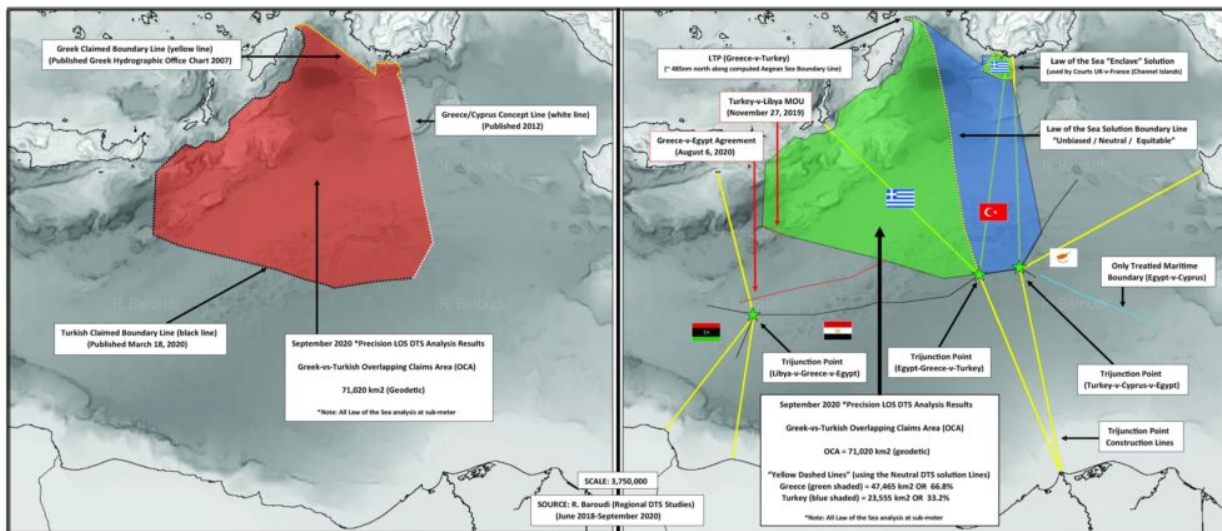 Greek Claimed Boundary Line (yellow line)
(Published Greek Hydrographic Office Chart 2007)
Greece/Cyprus Concept Line (white line)
(Published 2012)
R. Baroudi
Turkish Claimed Boundary Line (black line)
(Published March 18, 2020)
September 2020 *Precision LOS DTS Analysis Results
Greek-vs-Turkish Overlapping Claims Area (OCA)
71,020 km2 (Geodetic)
*Note: All Law of the Sea analysis at sub-meter
LTP (Greece-v-Turkey)
(~ 485nm north along computed Aegean Sea Boundary Line)
Law of the Sea "Enclave" Solution
(used by Courts UK-v-France (Channel Islands)
Turkey-v-Libya MOU
(November 27, 2019)
Greece-v-Egypt Agreement
(August 6, 2020)
Law of the Sea Solution Boundary Line
"Unbiased / Neutral / Equitable"
R. Baroudi
Only Treated Maritime
Boundary (Egypt-v-Cyprus)
R. Baroudi
R. Baroudi
Trijunction Point
(Libya-v-Greece-v-Egypt)
Trijunction Point
(Egypt-Greece-v-Turkey)
Trijunction Point
(Turkey-v-Cyprus-v-Egypt)
September 2020 *Precision LOS DTS Analysis Results
Greek-vs-Turkish Overlapping Claims Area (OCA)
OCA = 71,020 km2 (geodetic)
"Yellow Dashed Lines" (using the Neutral DTS solution Lines)
Greece (green shaded) = 47,465 km2 OR 66.8%
Turkey (blue shaded) = 23,555 km2 OR 33.2%
*Note: All Law of the Sea analysis at sub-meter
Trijunction Point
Construction Lines
SCALE: 3,750,000
SOURCE: R. Baroudi (Regional DTS Studies)
(June 2018-September 2020)